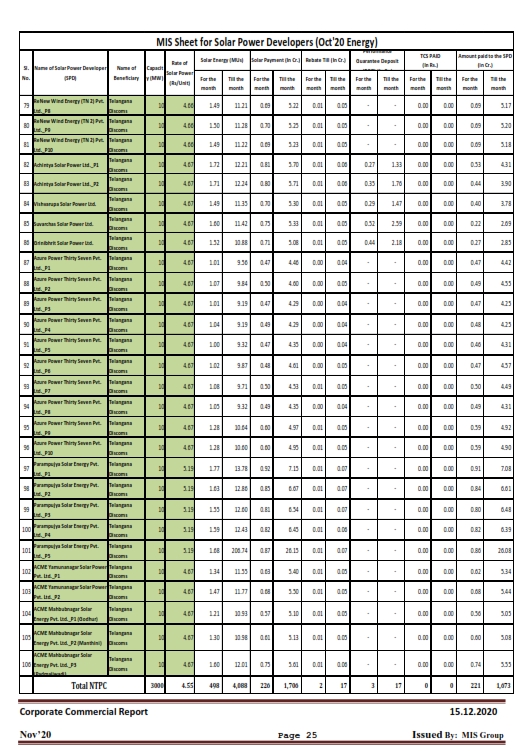 MIS Sheet for Solar Power Developers (Oct'20 Energy)
Sl. No. Name of Solar Power Developer (SPD) Name of Beneficiary Capacity (MW) Rate of Solar Power (Rs/Unit) Solar Energy (MUs) Solar Payment (In Cr.) Rebate Till (In Cr.) Performance Guarantee Deposit TCS PAID (In Rs.) Amount paid to the SPD (In Cr.)
For the month Till the month For the month Till the month For the month Till the month For the month Till the month For the month Till the month For the month Till the month
79 ReNew Wind Energy (TN 2) Pvt. Ltd._P8 Telangana Discoms 10 4.66 1.49 11.21 0.69 5.22 0.01 0.05 - - 0.00 0.00 0.69 5.17
80 ReNew Wind Energy (TN 2) Pvt. Ltd._P9 Telangana Discoms 10 4.66 1.50 11.28 0.70 5.25 0.01 0.05 - - 0.00 0.00 0.69 5.20
81 ReNew Wind Energy (TN 2) Pvt. Ltd._P10 Telangana Discoms 10 4.66 1.49 11.22 0.69 5.23 0.01 0.05 - - 0.00 0.00 0.69 5.18
82 Achintya Solar Power Ltd._P1 Telangana Discoms 10 4.67 1.72 12.21 0.81 5.70 0.01 0.06 0.27 1.33 0.00 0.00 0.53 4.31
83 Achintya Solar Power Ltd._P2 Telangana Discoms 10 4.67 1.71 12.24 0.80 5.71 0.01 0.06 0.35 1.76 0.00 0.00 0.44 3.90
84 Vishwarupa Solar Power Ltd. Telangana Discoms 10 4.67 1.49 11.35 0.70 5.30 0.01 0.05 0.29 1.47 0.00 0.00 0.40 3.78
85 Suvarchas Solar Power Ltd. Telangana Discoms 10 4.67 1.60 11.42 0.75 5.33 0.01 0.05 0.52 2.59 0.00 0.00 0.22 2.69
86 Grinibhrit Solar Power Ltd. Telangana Discoms 10 4.67 1.52 10.88 0.71 5.08 0.01 0.05 0.44 2.18 0.00 0.00 0.27 2.85
87 Azure Power Thirty Seven Pvt. Ltd._P1 Telangana Discoms 10 4.67 1.01 9.56 0.47 4.46 0.00 0.04 - - 0.00 0.00 0.47 4.42
88 Azure Power Thirty Seven Pvt. Ltd._P2 Telangana Discoms 10 4.67 1.07 9.84 0.50 4.60 0.00 0.05 - - 0.00 0.00 0.49 4.55
89 Azure Power Thirty Seven Pvt. Ltd._P3 Telangana Discoms 10 4.67 1.01 9.19 0.47 4.29 0.00 0.04 - - 0.00 0.00 0.47 4.25
90 Azure Power Thirty Seven Pvt. Ltd._P4 Telangana Discoms 10 4.67 1.04 9.19 0.49 4.29 0.00 0.04 - - 0.00 0.00 0.48 4.25
91 Azure Power Thirty Seven Pvt. Ltd._P5 Telangana Discoms 10 4.67 1.00 9.32 0.47 4.35 0.00 0.04 - - 0.00 0.00 0.46 4.31
92 Azure Power Thirty Seven Pvt. Ltd._P6 Telangana Discoms 10 4.67 1.02 9.87 0.48 4.61 0.00 0.05 - - 0.00 0.00 0.47 4.57
93 Azure Power Thirty Seven Pvt. Ltd._P7 Telangana Discoms 10 4.67 1.08 9.71 0.50 4.53 0.01 0.05 - - 0.00 0.00 0.50 4.49
94 Azure Power Thirty Seven Pvt. Ltd._P8 Telangana Discoms 10 4.67 1.05 9.32 0.49 4.35 0.00 0.04 - - 0.00 0.00 0.49 4.31
95 Azure Power Thirty Seven Pvt. Ltd._P9 Telangana Discoms 10 4.67 1.28 10.64 0.60 4.97 0.01 0.05 - - 0.00 0.00 0.59 4.92
96 Azure Power Thirty Seven Pvt. Ltd._P10 Telangana Discoms 10 4.67 1.28 10.60 0.60 4.95 0.01 0.05 - - 0.00 0.00 0.59 4.90
97 Parampujya Solar Energy Pvt. Ltd._P1 Telangana Discoms 10 5.19 1.77 13.78 0.92 7.15 0.01 0.07 - - 0.00 0.00 0.91 7.08
98 Parampujya Solar Energy Pvt. Ltd._P2 Telangana Discoms 10 5.19 1.63 12.86 0.85 6.67 0.01 0.07 - - 0.00 0.00 0.84 6.61
99 Parampujya Solar Energy Pvt. Ltd._P3 Telangana Discoms 10 5.19 1.55 12.60 0.81 6.54 0.01 0.07 - - 0.00 0.00 0.80 6.48
100 Parampujya Solar Energy Pvt. Ltd._P4 Telangana Discoms 10 5.19 1.59 12.43 0.82 6.45 0.01 0.06 - - 0.00 0.00 0.82 6.39
101 Parampujya Solar Energy Pvt. Ltd._P5 Telangana Discoms 10 5.19 1.68 206.74 0.87 26.15 0.01 0.07 - - 0.00 0.00 0.86 26.08
102 ACME Yamunanagar Solar Power Pvt. Ltd._P1 Telangana Discoms 10 4.67 1.34 11.55 0.63 5.40 0.01 0.05 - - 0.00 0.00 0.62 5.34
103 ACME Yamunanagar Solar Power Pvt. Ltd._P2 Telangana Discoms 10 4.67 1.47 11.77 0.68 5.50 0.01 0.05 - - 0.00 0.00 0.68 5.44
104 ACME Mahbubnagar Solar Energy Pvt. Ltd._P1 (Godhur) Telangana Discoms 10 4.67 1.21 10.93 0.57 5.10 0.01 0.05 - - 0.00 0.00 0.56 5.05
105 ACME Mahbubnagar Solar Energy Pvt. Ltd._P2 (Manthini) Telangana Discoms 10 4.67 1.30 10.98 0.61 5.13 0.01 0.05 - - 0.00 0.00 0.60 5.08
106 ACME Mahbubnagar Solar Energy Pvt. Ltd._P3 Telangana Discoms 10 4.67 1.60 12.01 0.75 5.61 0.01 0.06 - - 0.00 0.00 0.74 5.55
Total NTPC 3000 4.55 498 4,088 226 1,706 2 17 3 17 0 0 221 1,673
Corporate Commercial Report 15.12.2020
Nov'20 Page 25 Issued By: MIS Group